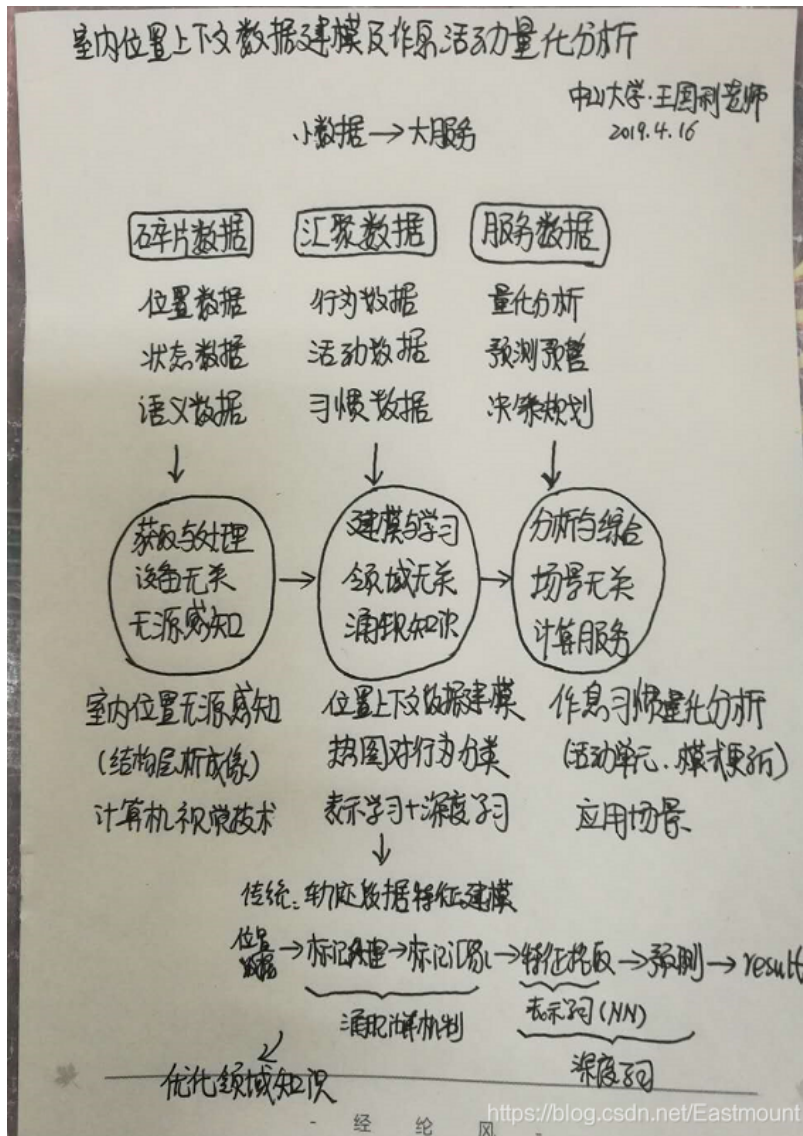 室内位置上下文数据建模及作息活动量化分析
中山大学·王国利老师
2019.4.16
小数据→大服务
碎片数据 汇聚数据 服务数据
位置数据 行为数据 量化分析
状态数据 活动数据 预测预警
语义数据 习惯数据 决策规划
获取与处理 建模与学习 分析与综合
设备无关 领域无关 场景无关
无源感知 涌现知识 计算服务
室内位置无源感知 位置上下文数据建模 作息习惯量化分析
(结构层析成像) 热图对行为分类 (活动单元、模式更新)
计算机视觉技术 表示学习+深度学习 应用场景
传统:轨迹数据特征建模
位置数据→标记→标记汇聚→特征提取→预测→result
涌现 机制 表示学习(NN)
优化领域知识 深度学习
- 经 纶 风 -
https://blog.csdn.net/Eastmount